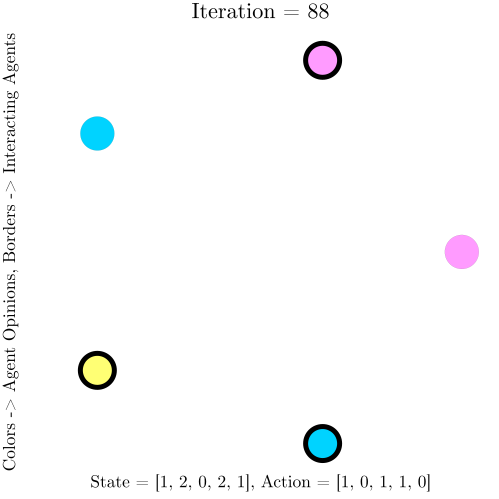 Iteration = 88
Colors -> Agent Opinions, Borders -> Interacting Agents
State = [1, 2, 0, 2, 1], Action = [1, 0, 1, 1, 0]